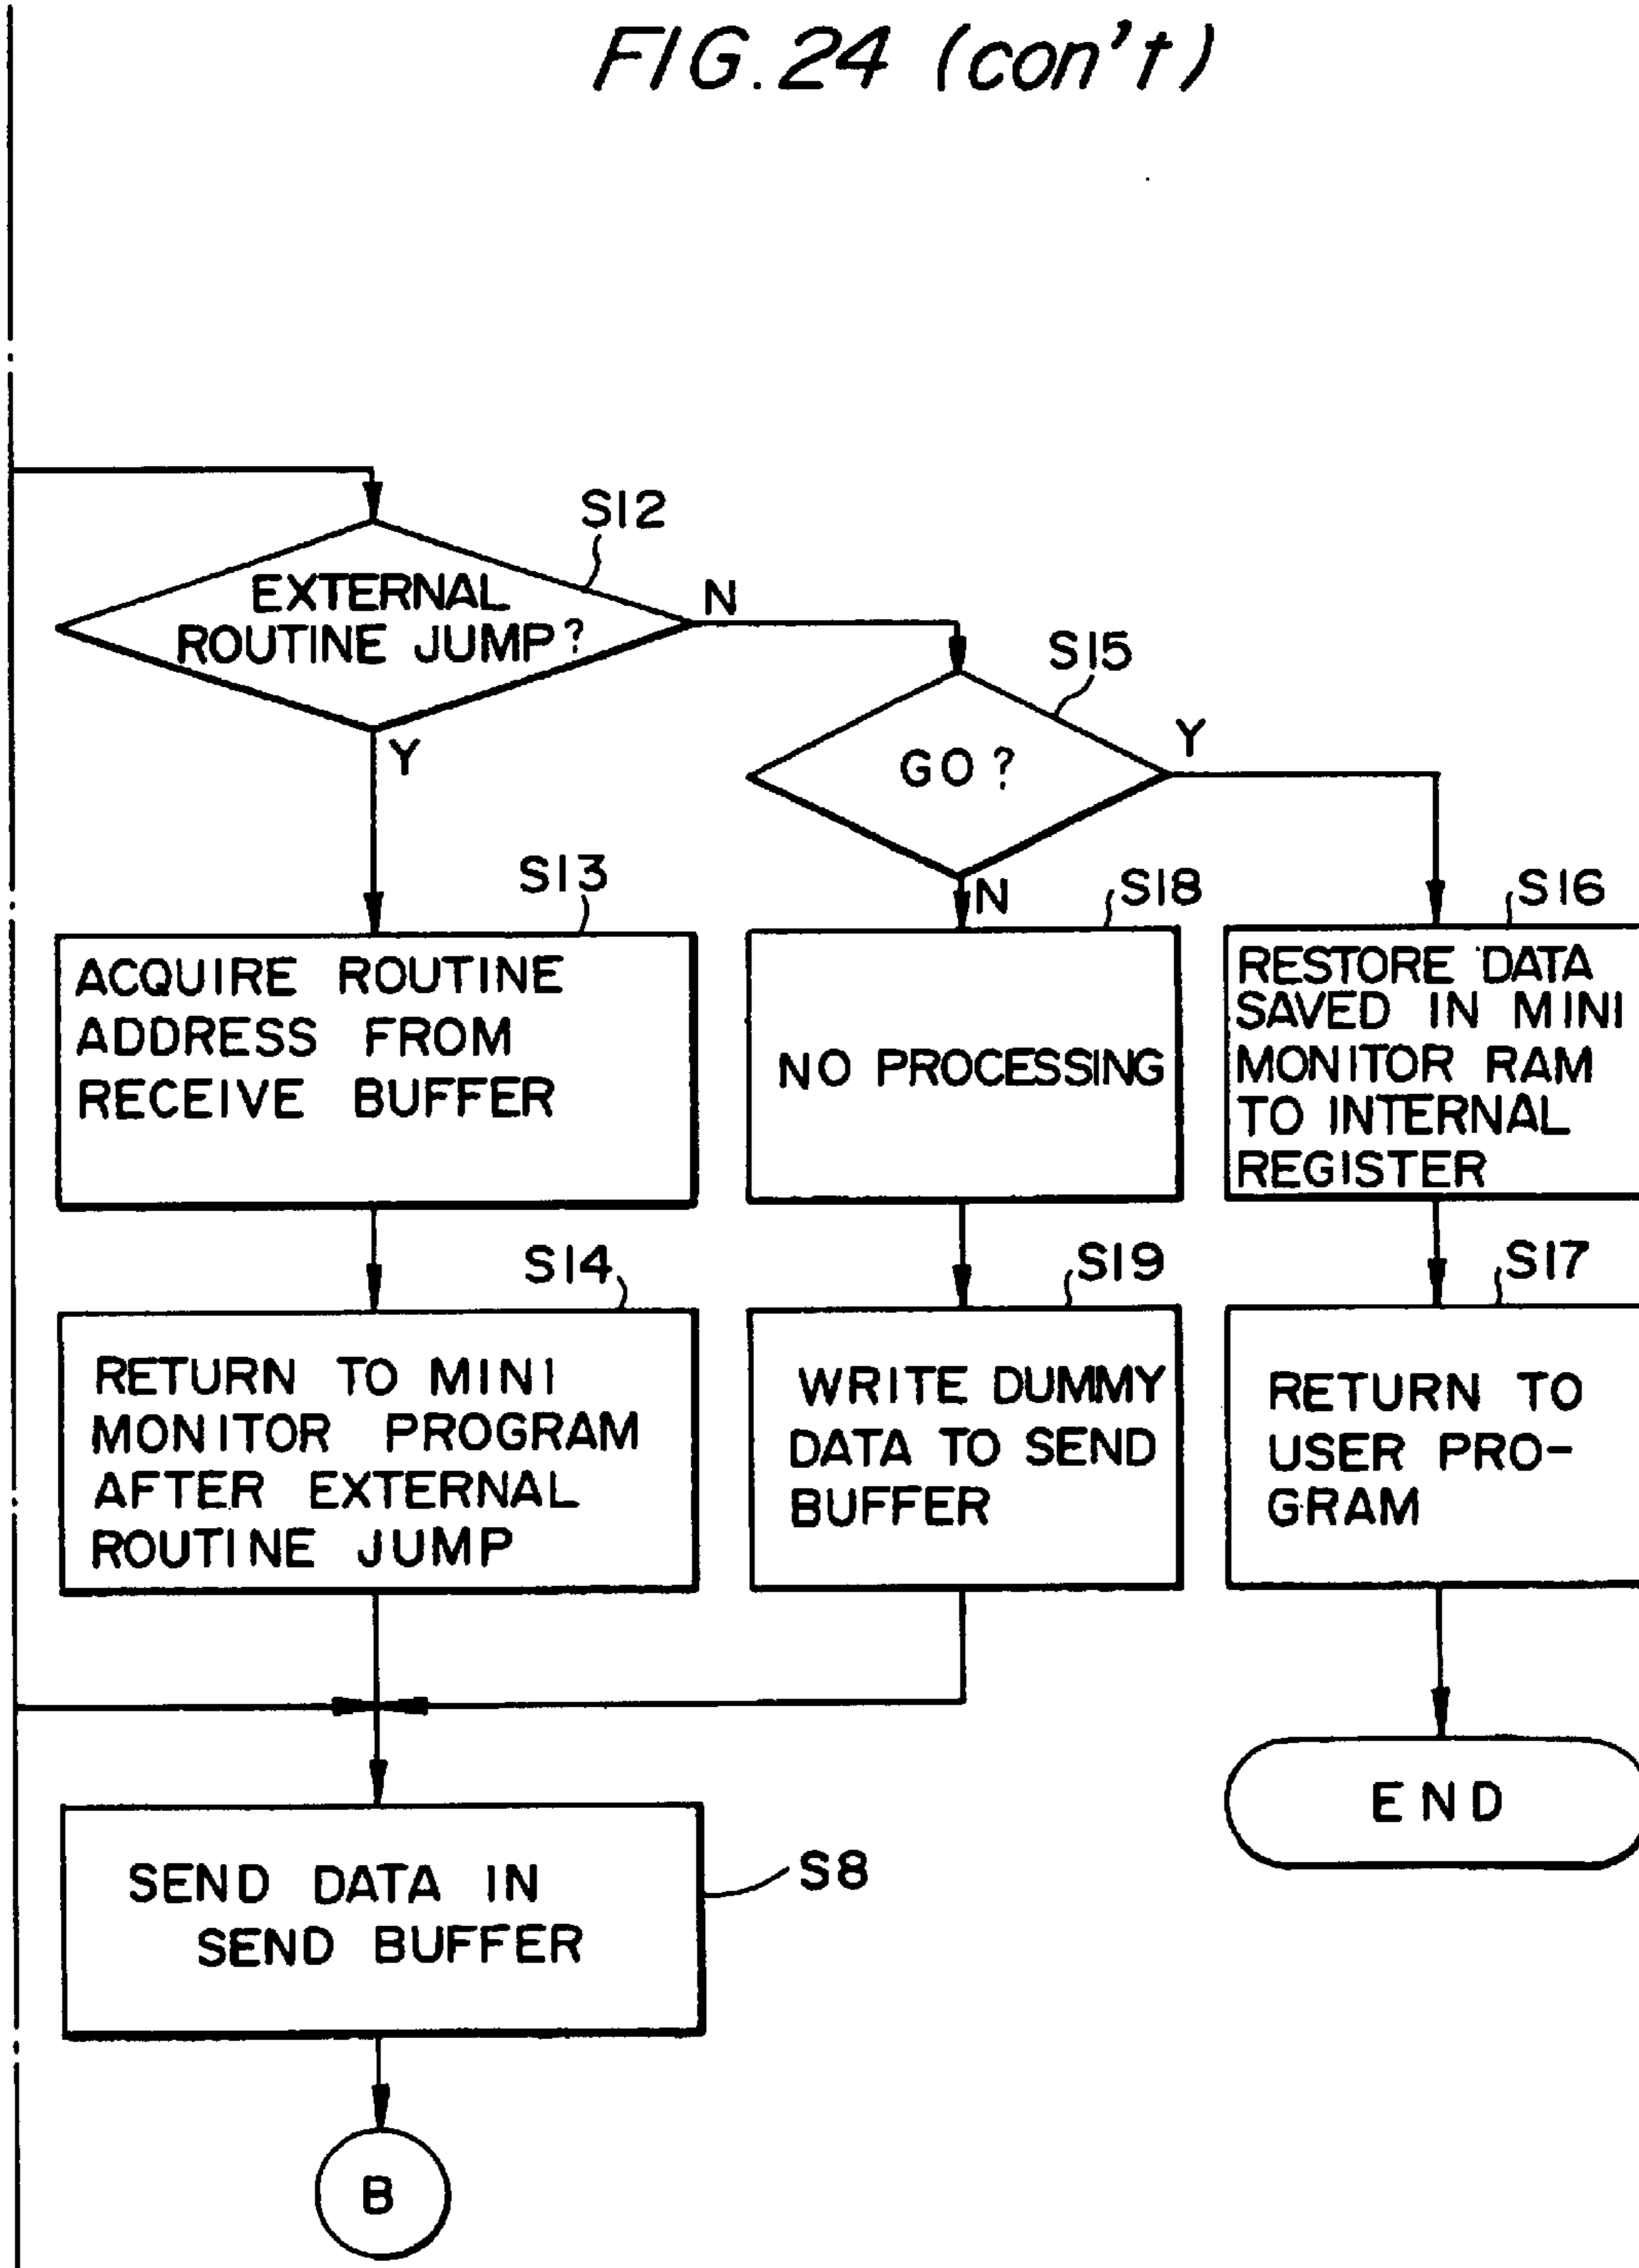 FIG.24 (con't)
S12
EXTERNAL
ROUTINE JUMP?
N
Y
S15
GO?
Y
N
S13
ACQUIRE ROUTINE
ADDRESS FROM
RECEIVE BUFFER
S18
NO PROCESSING
S16
RESTORE DATA
SAVED IN MINI
MONITOR RAM
TO INTERNAL
REGISTER
S14
RETURN TO MINI
MONITOR PROGRAM
AFTER EXTERNAL
ROUTINE JUMP
S19
WRITE DUMMY
DATA TO SEND
BUFFER
S17
RETURN TO
USER PRO-
GRAM
END
SEND DATA IN
SEND BUFFER
S8
B